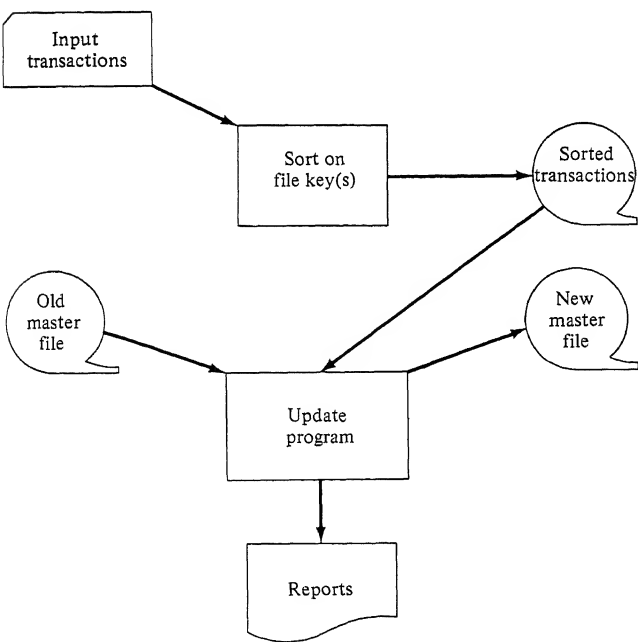 Input
transactions
Sort on
file key(s)
Sorted
transactions
Old
master
file
New
master
file
Update
program
Reports